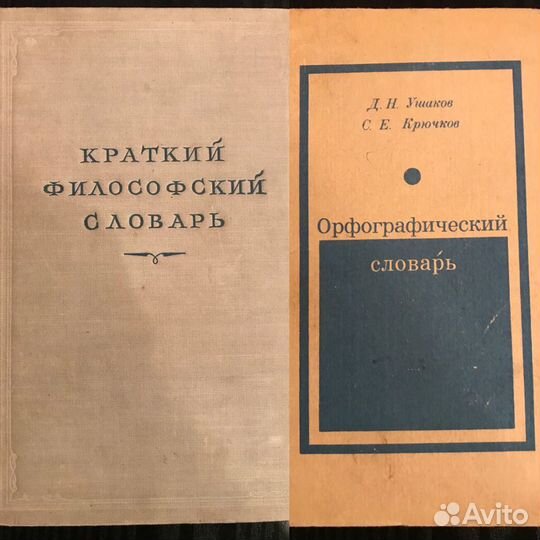 КРАТКИЙ
ФИЛОСОФСКИЙ
СЛОВАРЬ
Д. Н. Ушаков
С. Е. Крючков
Орфографический
словарь
Avito